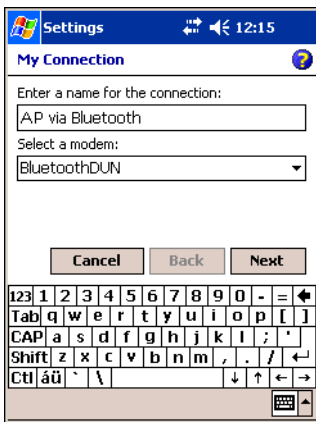 Settings 12:15
My Connection
Enter a name for the connection:
AP via Bluetooth
Select a modem:
BluetoothDUN
Cancel Back Next
123 1 2 3 4 5 6 7 8 9 0 - =
Tab q w e r t y u i o p [ ]
CAP a s d f g h j k l ; '
Shift z x c v b n m , . /
Ctl áü ` \